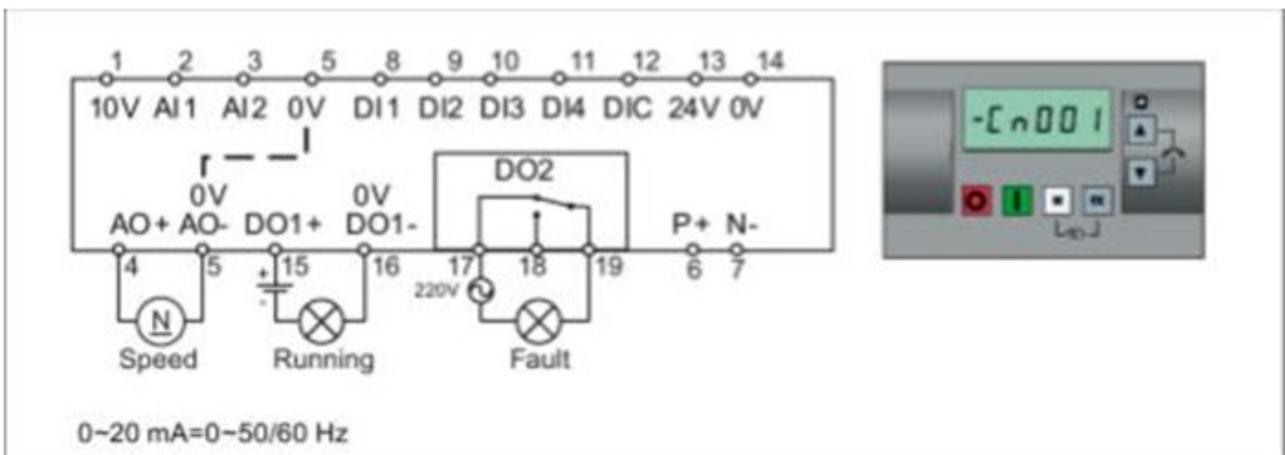 1 2 3 5 8 9 10 11 12 13 14
10V AI1 AI2 0V DI1 DI2 DI3 DI4 DIC 24V 0V
-Cn001
DO2
0V 0V
AO+ AO- DO1+ DO1- P+ N-
4 5 15 16 17 18 19 6 7
+
-
220V
N
Speed Running Fault
OK
M
0~20 mA=0~50/60 Hz